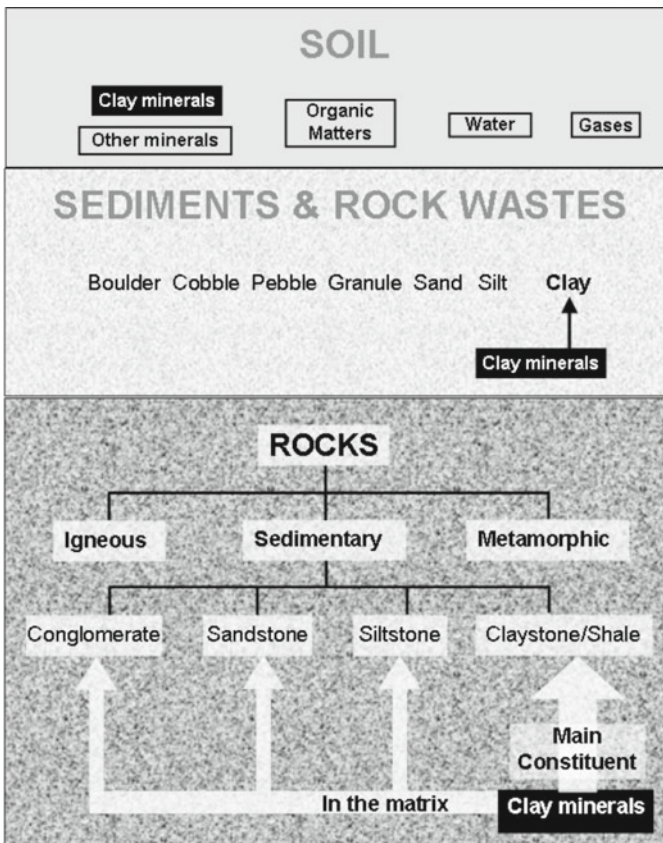 SOIL
Clay minerals
Other minerals
Organic
Matters
Water
Gases
SEDIMENTS & ROCK WASTES
Boulder Cobble Pebble Granule Sand Silt Clay
Clay minerals
ROCKS
Igneous Sedimentary Metamorphic
Conglomerate Sandstone Siltstone Claystone/Shale
Main
Constituent
In the matrix
Clay minerals